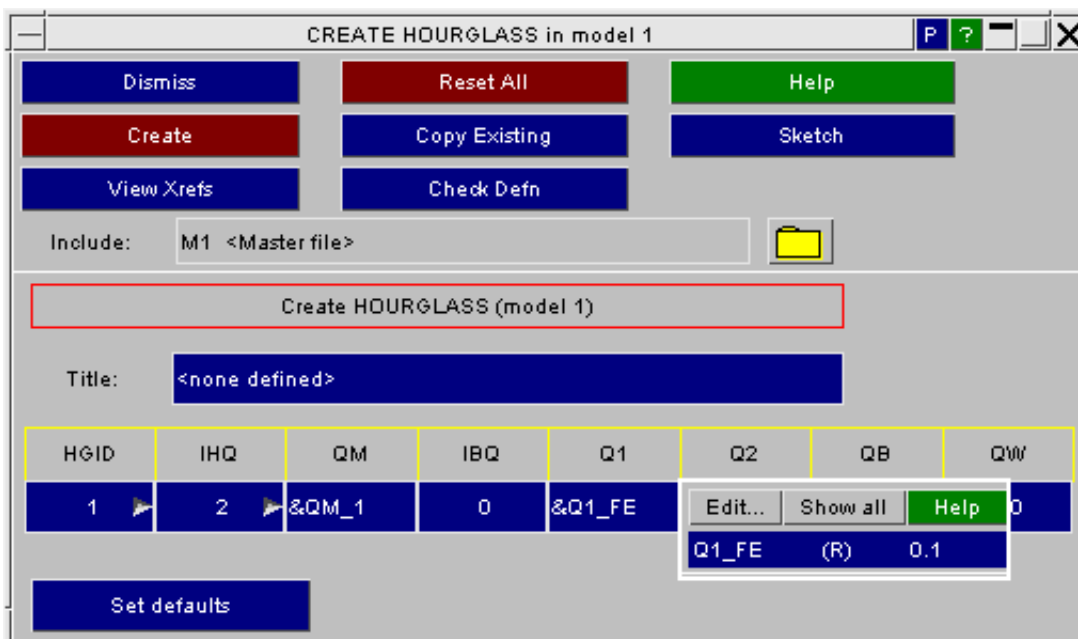 CREATE HOURGLASS in model 1 P ?
Dismiss Reset All Help
Create Copy Existing Sketch
View Xrefs Check Defn
Include: M1 <Master file>
Create HOURGLASS (model 1)
Title: <none defined>
HGID IHQ QM IBQ Q1 Q2 QB QW
1 2 &QM_1 0 &Q1_FE Edit... Show all Help 0
Q1_FE (R) 0.1
Set defaults